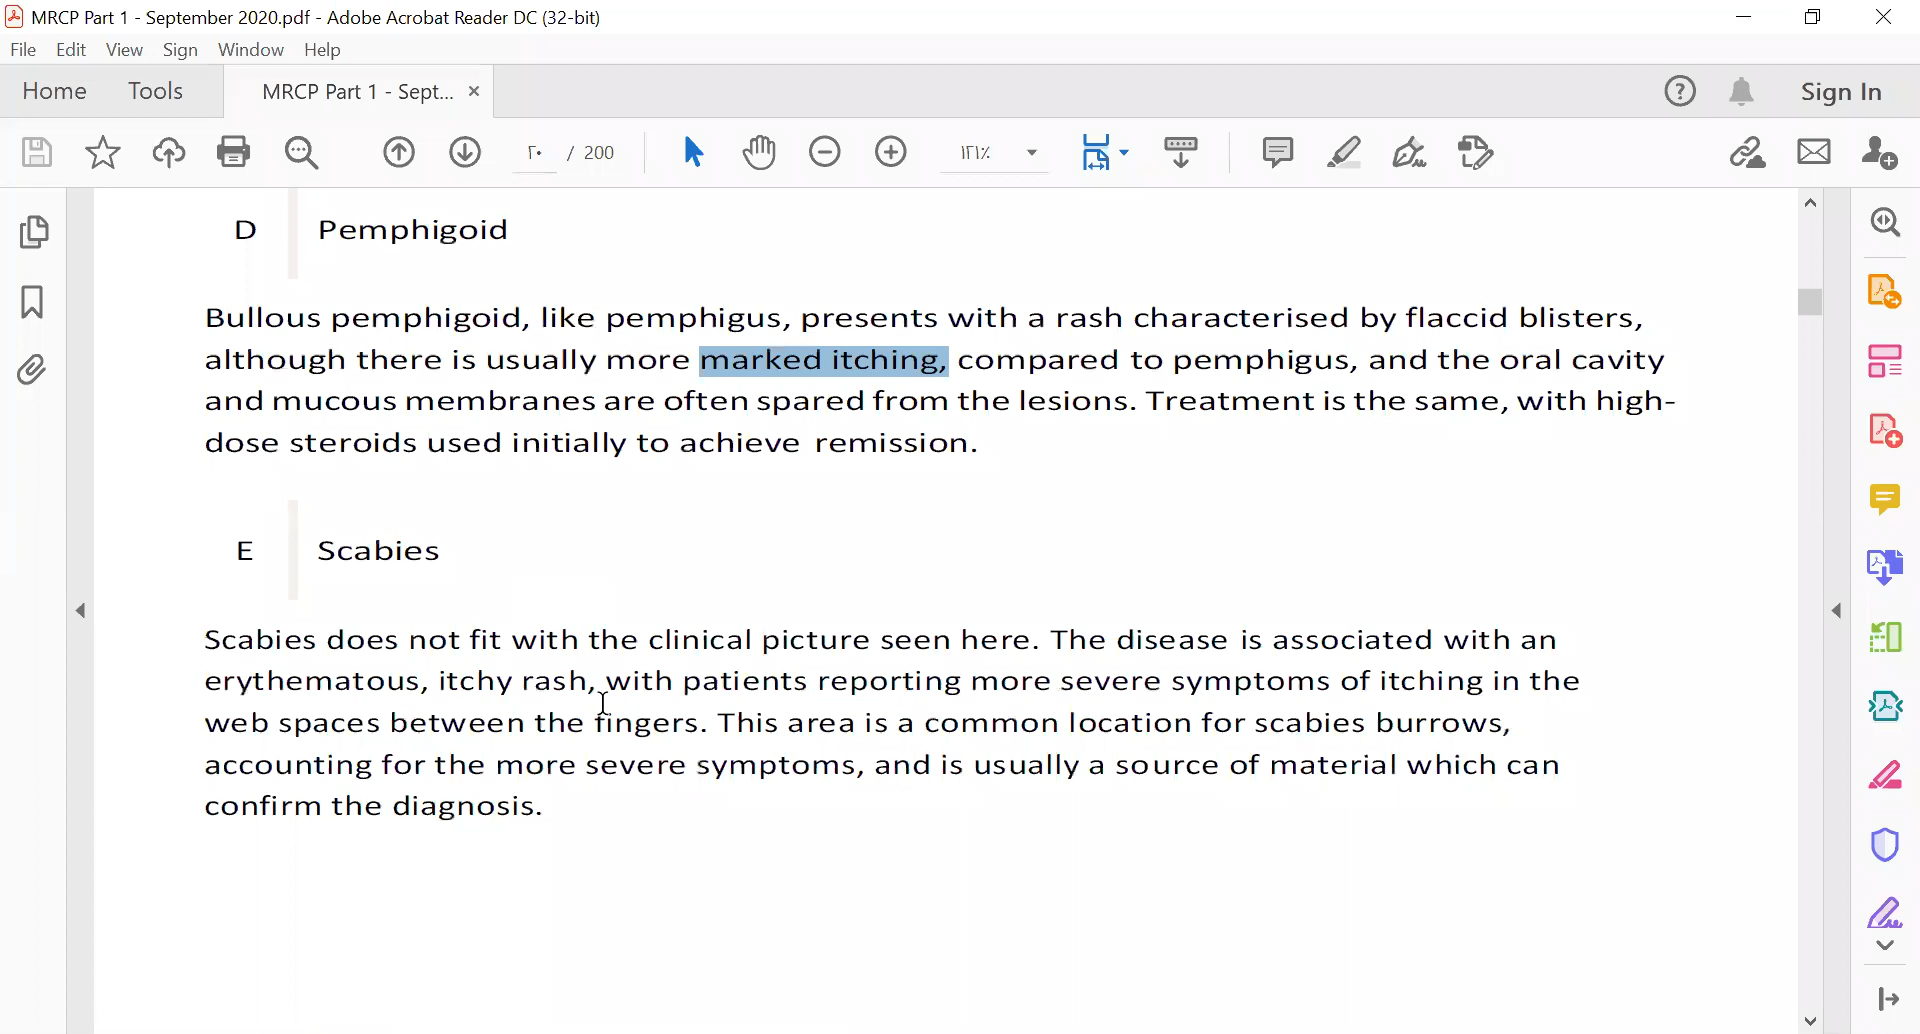 MRCP Part 1 - September 2020.pdf - Adobe Acrobat Reader DC (32-bit)
File Edit View Sign Window Help
Home Tools MRCP Part 1 - Sept... Sign In
٢٠ / 200 ١٢١٪
D Pemphigoid
Bullous pemphigoid, like pemphigus, presents with a rash characterised by flaccid blisters,
although there is usually more marked itching, compared to pemphigus, and the oral cavity
and mucous membranes are often spared from the lesions. Treatment is the same, with high-
dose steroids used initially to achieve remission.
E Scabies
Scabies does not fit with the clinical picture seen here. The disease is associated with an
erythematous, itchy rash, with patients reporting more severe symptoms of itching in the
web spaces between the fingers. This area is a common location for scabies burrows,
accounting for the more severe symptoms, and is usually a source of material which can
confirm the diagnosis.